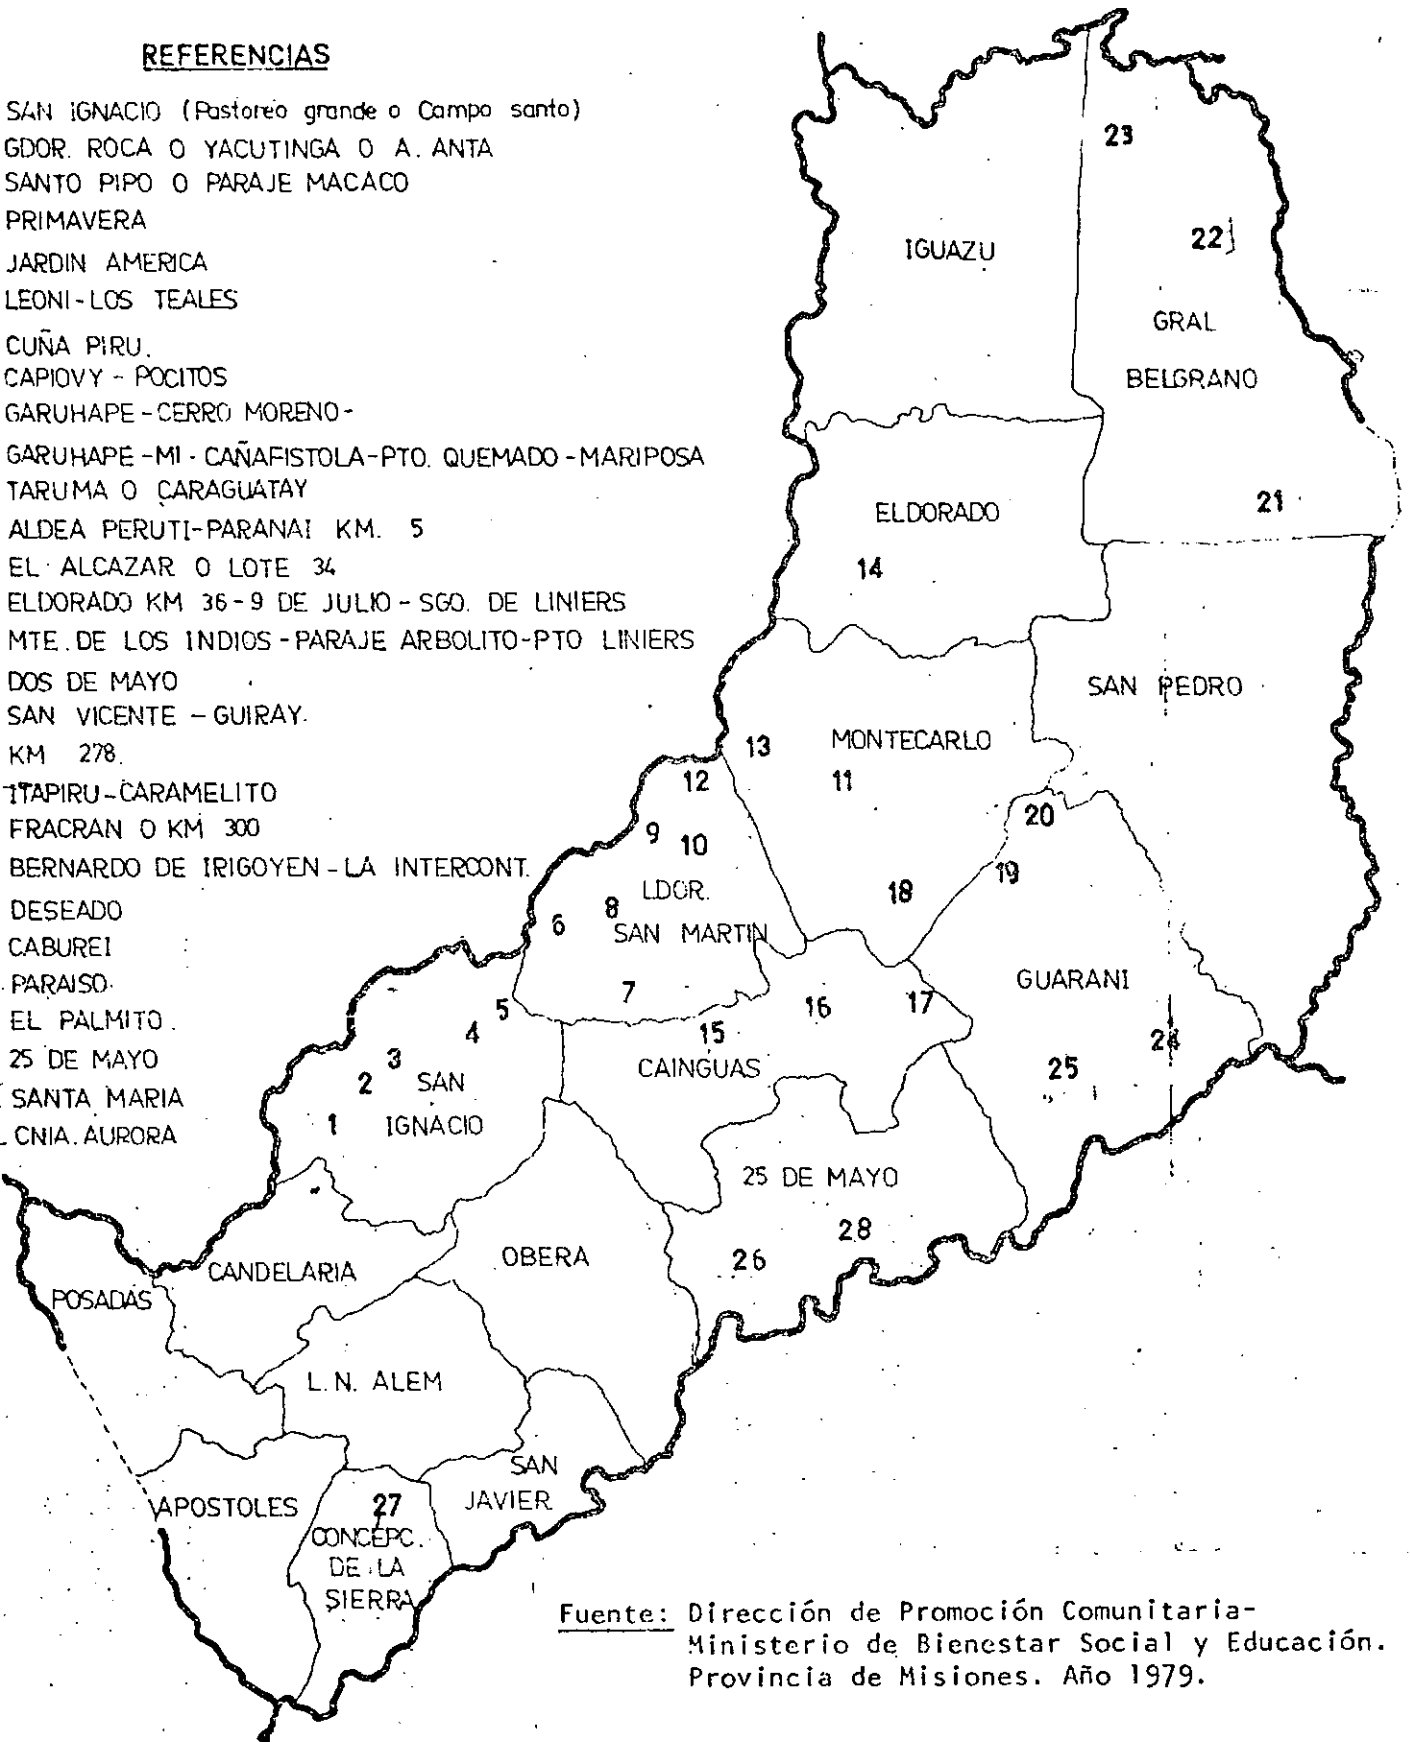 REFERENCIAS
SAN IGNACIO (Pastoreo grande o Campo santo)
GDOR. ROCA O YACUTINGA O A. ANTA
SANTO PIPO O PARAJE MACACO
PRIMAVERA
JARDIN AMERICA
LEONI-LOS TEALES
CUÑA PIRU.
CAPIOVY - POCITOS
GARUHAPE-CERRO MORENO-
GARUHAPE-MI-CAÑAFISTOLA-PTO. QUEMADO-MARIPOSA
TARUMA O CARAGUATAY
ALDEA PERUTI-PARANAI KM. 5
EL ALCAZAR O LOTE 34
ELDORADO KM 36-9 DE JULIO-SGO. DE LINIERS
MTE. DE LOS INDIOS-PARAJE ARBOLITO-PTO LINIERS
DOS DE MAYO
SAN VICENTE - GUIRAY.
KM 278.
ITAPIRU-CARAMELITO
FRACRAN O KM 300
BERNARDO DE IRIGOYEN-LA INTERCONT.
DESEADO
CABUREI
PARAISO.
EL PALMITO.
25 DE MAYO
SANTA MARIA
CNIA. AURORA
23
22
IGUAZU
GRAL
BELGRANO
21
ELDORADO
14
SAN PEDRO
13
MONTECARLO
12
11
20
9
10
19
LDOR.
18
8
6
SAN MARTIN
GUARANI
7
5
16
17
4
15
24
3
CAINGUAS
25
2
SAN
1
IGNACIO
25 DE MAYO
28
26
OBERA
CANDELARIA
POSADAS
L.N. ALEM
SAN
JAVIER
APOSTOLES
27
CONCEPC.
DE LA
SIERRA
Fuente: Dirección de Promoción Comunitaria-
Ministerio de Bienestar Social y Educación.
Provincia de Misiones. Año 1979.